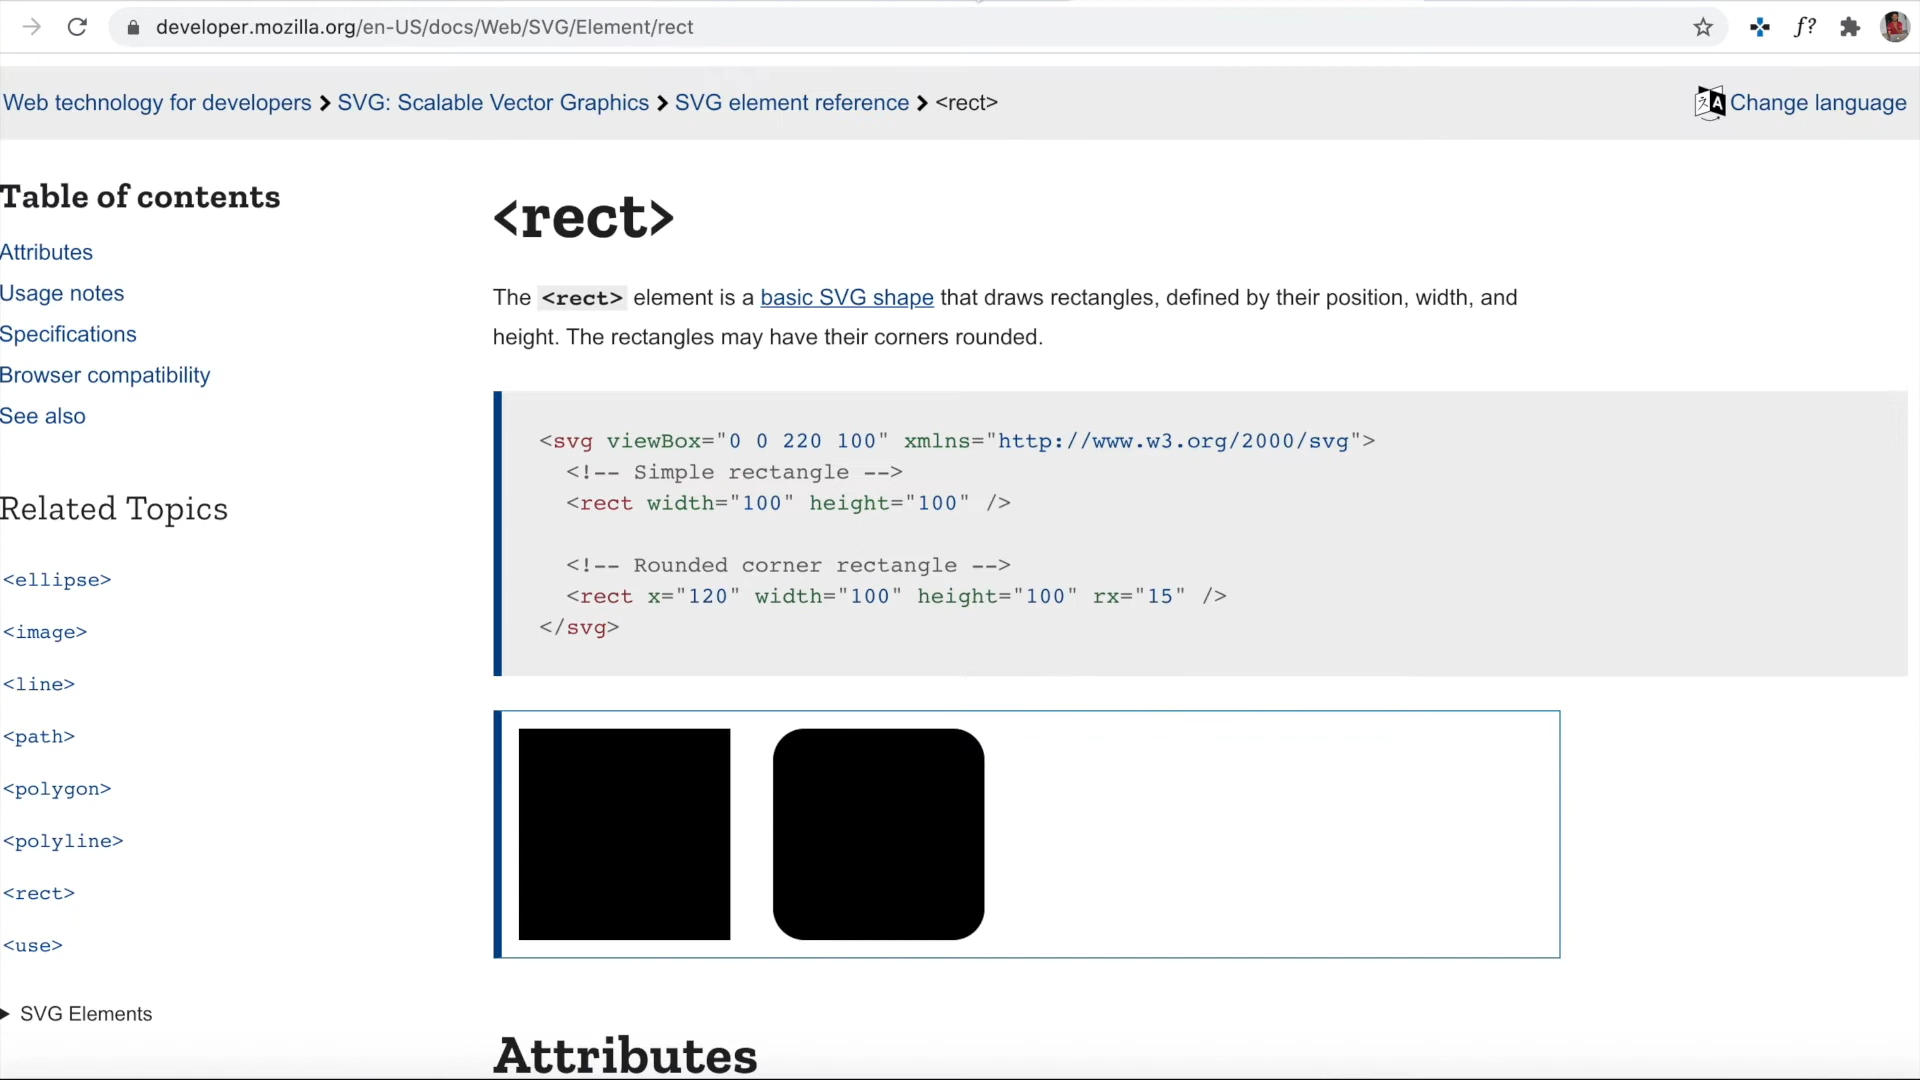 developer.mozilla.org/en-US/docs/Web/SVG/Element/rect
f?
Web technology for developers > SVG: Scalable Vector Graphics > SVG element reference > <rect>
Change language
Table of contents
Attributes
Usage notes
Specifications
Browser compatibility
See also
Related Topics
<ellipse>
<image>
<line>
<path>
<polygon>
<polyline>
<rect>
<use>
SVG Elements
<rect>
The <rect> element is a basic SVG shape that draws rectangles, defined by their position, width, and
height. The rectangles may have their corners rounded.
<svg viewBox="0 0 220 100" xmlns="http://www.w3.org/2000/svg">
<!-- Simple rectangle -->
<rect width="100" height="100" />
<!-- Rounded corner rectangle -->
<rect x="120" width="100" height="100" rx="15" />
</svg>
Attributes